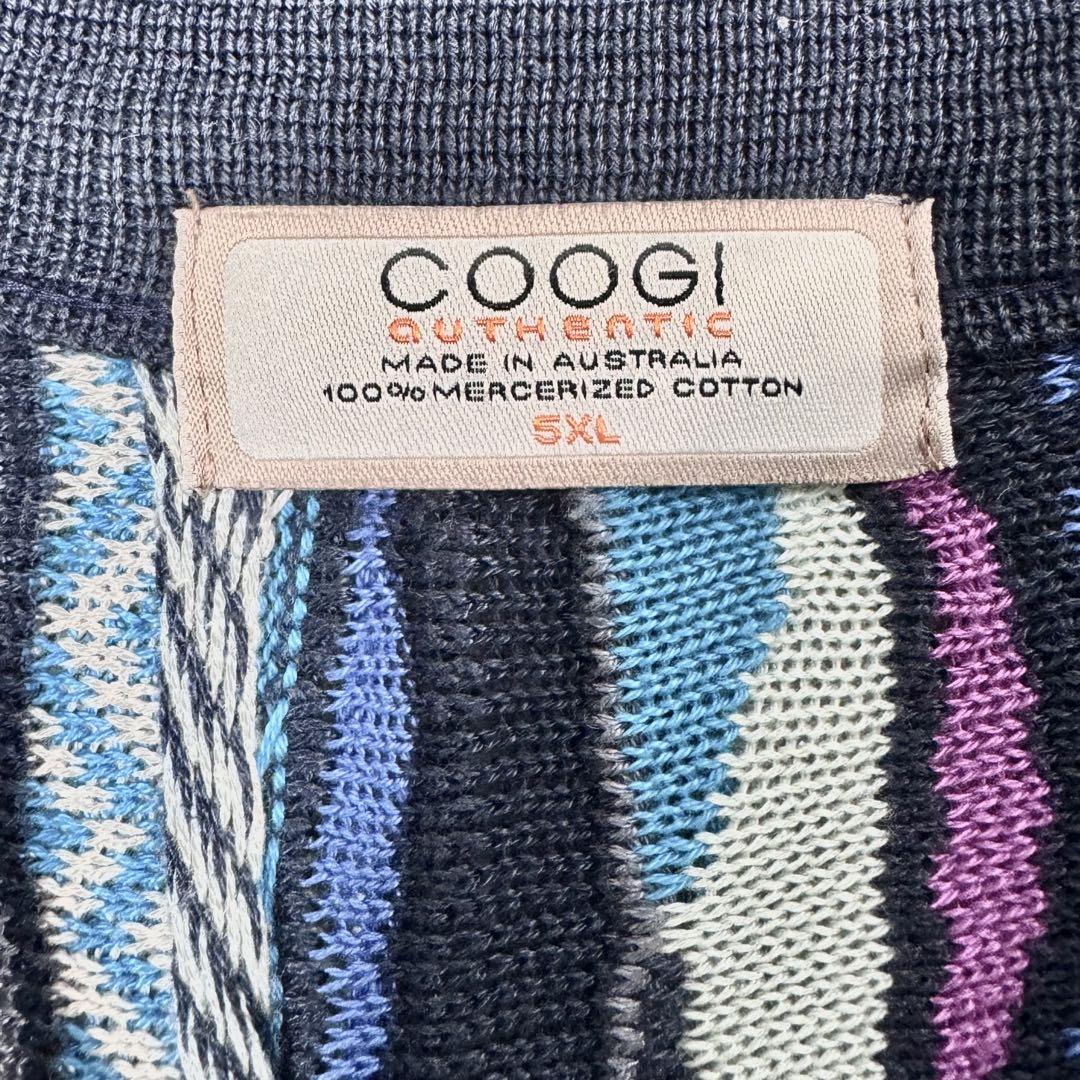 COOGI
AUTHENTIC
MADE IN AUSTRALIA
100% MERCERIZED COTTON
5XL